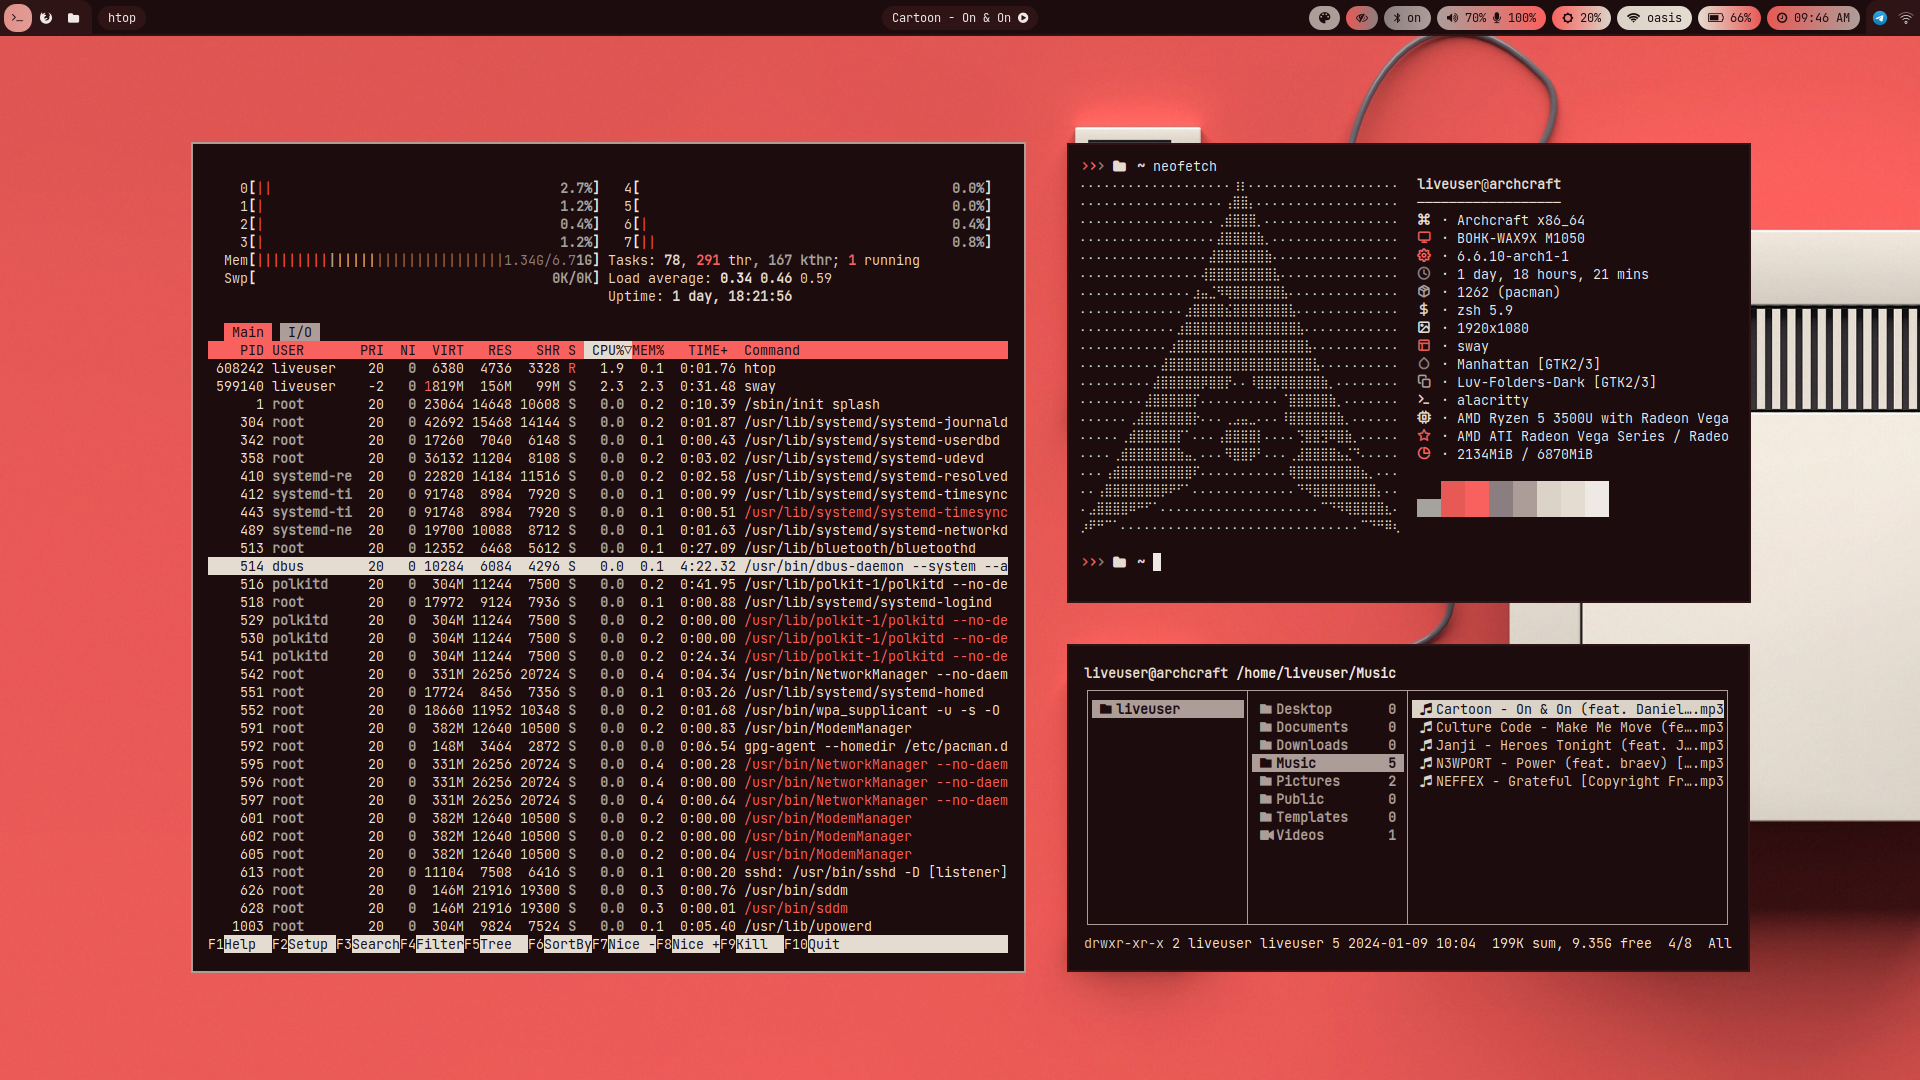 htop
Cartoon - On & On
on
70% 100%
20%
oasis
66%
09:46 AM
0[|| 2.7%] 4[ 0.0%]
1[| 1.2%] 5[ 0.0%]
2[| 0.4%] 6[| 0.4%]
3[| 1.2%] 7[|| 0.8%]
Mem[|||||||||||||||||||||||||||||||1.34G/6.71G] Tasks: 78, 291 thr, 167 kthr; 1 running
Swp[ 0K/0K] Load average: 0.34 0.46 0.59
Uptime: 1 day, 18:21:56
Main I/O
PID USER PRI NI VIRT RES SHR S CPU%▽MEM% TIME+ Command
608242 liveuser 20 0 6380 4736 3328 R 1.9 0.1 0:01.76 htop
599140 liveuser -2 0 1819M 156M 99M S 2.3 2.3 0:31.48 sway
1 root 20 0 23064 14648 10608 S 0.0 0.2 0:10.39 /sbin/init splash
304 root 20 0 42692 15468 14144 S 0.0 0.2 0:01.87 /usr/lib/systemd/systemd-journald
342 root 20 0 17260 7040 6148 S 0.0 0.1 0:00.43 /usr/lib/systemd/systemd-userdbd
358 root 20 0 36132 11204 8108 S 0.0 0.2 0:03.02 /usr/lib/systemd/systemd-udevd
410 systemd-re 20 0 22820 14184 11516 S 0.0 0.2 0:02.58 /usr/lib/systemd/systemd-resolved
412 systemd-ti 20 0 91748 8984 7920 S 0.0 0.1 0:00.99 /usr/lib/systemd/systemd-timesync
443 systemd-ti 20 0 91748 8984 7920 S 0.0 0.1 0:00.51 /usr/lib/systemd/systemd-timesync
489 systemd-ne 20 0 19700 10088 8712 S 0.0 0.1 0:01.63 /usr/lib/systemd/systemd-networkd
513 root 20 0 12352 6468 5612 S 0.0 0.1 0:27.09 /usr/lib/bluetooth/bluetoothd
514 dbus 20 0 10284 6084 4296 S 0.0 0.1 4:22.32 /usr/bin/dbus-daemon --system --a
516 polkitd 20 0 304M 11244 7500 S 0.0 0.2 0:41.95 /usr/lib/polkit-1/polkitd --no-de
518 root 20 0 17972 9124 7936 S 0.0 0.1 0:00.88 /usr/lib/systemd/systemd-logind
529 polkitd 20 0 304M 11244 7500 S 0.0 0.2 0:00.00 /usr/lib/polkit-1/polkitd --no-de
530 polkitd 20 0 304M 11244 7500 S 0.0 0.2 0:00.00 /usr/lib/polkit-1/polkitd --no-de
541 polkitd 20 0 304M 11244 7500 S 0.0 0.2 0:24.34 /usr/lib/polkit-1/polkitd --no-de
542 root 20 0 331M 26256 20724 S 0.0 0.4 0:04.34 /usr/bin/NetworkManager --no-daem
551 root 20 0 17724 8456 7356 S 0.0 0.1 0:03.26 /usr/lib/systemd/systemd-homed
552 root 20 0 18660 11952 10348 S 0.0 0.2 0:01.68 /usr/bin/wpa_supplicant -u -s -O
591 root 20 0 382M 12640 10500 S 0.0 0.2 0:00.83 /usr/bin/ModemManager
592 root 20 0 148M 3464 2872 S 0.0 0.0 0:06.54 gpg-agent --homedir /etc/pacman.d
595 root 20 0 331M 26256 20724 S 0.0 0.4 0:00.28 /usr/bin/NetworkManager --no-daem
596 root 20 0 331M 26256 20724 S 0.0 0.4 0:00.00 /usr/bin/NetworkManager --no-daem
597 root 20 0 331M 26256 20724 S 0.0 0.4 0:00.64 /usr/bin/NetworkManager --no-daem
601 root 20 0 382M 12640 10500 S 0.0 0.2 0:00.00 /usr/bin/ModemManager
602 root 20 0 382M 12640 10500 S 0.0 0.2 0:00.00 /usr/bin/ModemManager
605 root 20 0 382M 12640 10500 S 0.0 0.2 0:00.04 /usr/bin/ModemManager
613 root 20 0 11104 7508 6416 S 0.0 0.1 0:00.20 sshd: /usr/bin/sshd -D [listener]
626 root 20 0 146M 21916 19300 S 0.0 0.3 0:00.76 /usr/bin/sddm
628 root 20 0 146M 21916 19300 S 0.0 0.3 0:00.01 /usr/bin/sddm
1003 root 20 0 304M 9824 7524 S 0.0 0.1 0:05.40 /usr/lib/upowerd
F1Help F2Setup F3SearchF4FilterF5Tree F6SortByF7Nice -F8Nice +F9Kill F10Quit
~ neofetch
liveuser@archcraft
· Archcraft x86_64
· BOHK-WAX9X M1050
· 6.6.10-arch1-1
· 1 day, 18 hours, 21 mins
· 1262 (pacman)
· zsh 5.9
· 1920x1080
· sway
· Manhattan [GTK2/3]
· Luv-Folders-Dark [GTK2/3]
· alacritty
· AMD Ryzen 5 3500U with Radeon Vega
· AMD ATI Radeon Vega Series / Radeo
· 2134MiB / 6870MiB
~
liveuser@archcraft /home/liveuser/Music
liveuser
Desktop 0
Documents 0
Downloads 0
Music 5
Pictures 2
Public 0
Templates 0
Videos 1
Cartoon - On & On (feat. Daniel….mp3
Culture Code - Make Me Move (fe….mp3
Janji - Heroes Tonight (feat. J….mp3
N3WPORT - Power (feat. braev) [….mp3
NEFFEX - Grateful [Copyright Fr….mp3
drwxr-xr-x 2 liveuser liveuser 5 2024-01-09 10:04 199K sum, 9.35G free 4/8 All